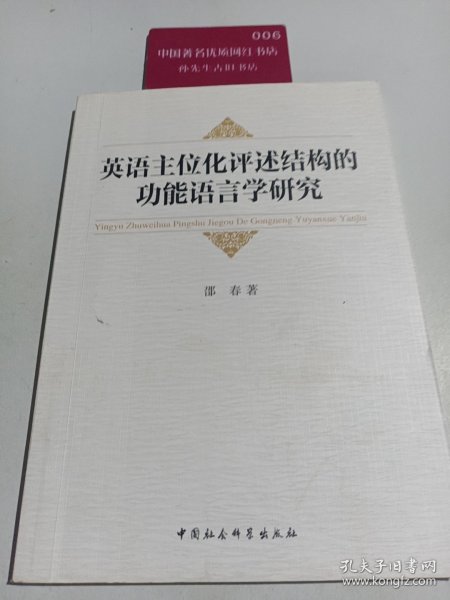 006
中国著名优质网红书店
孙先生古旧书店
英语主位化评述结构的
功能语言学研究
Yingyu Zhuweihua Pingshu Jiegou De Gongneng Yuyanxue Yanjiu
邵 春 著
中国社会科学出版社
孔夫子旧书网
www.kongfz.com